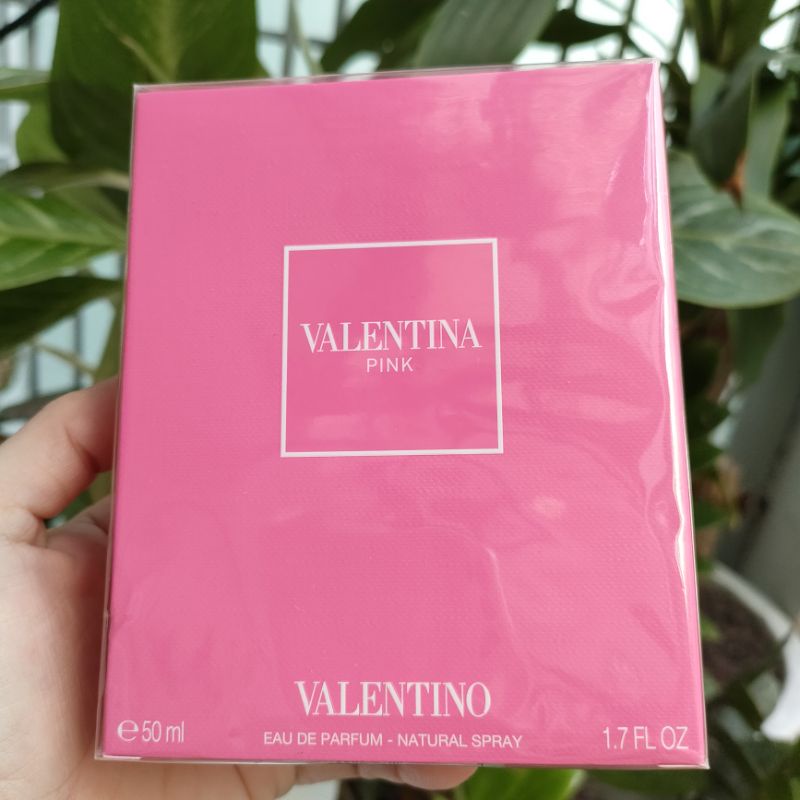 VALENTINA
PINK
VALENTINO
℮50 ml
EAU DE PARFUM - NATURAL SPRAY
1.7 FL OZ